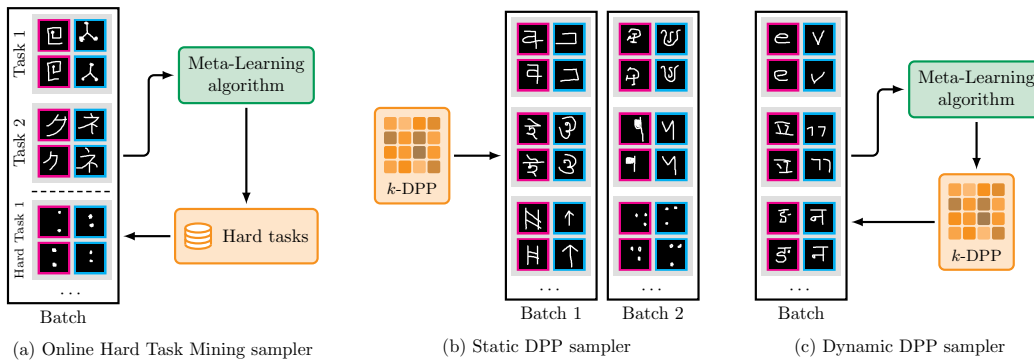 Task 1
Task 2
Hard Task 1
...
Batch
Meta-Learning
algorithm
Hard tasks
(a) Online Hard Task Mining sampler
k-DPP
...
Batch 1
...
Batch 2
(b) Static DPP sampler
...
Batch
Meta-Learning
algorithm
k-DPP
(c) Dynamic DPP sampler